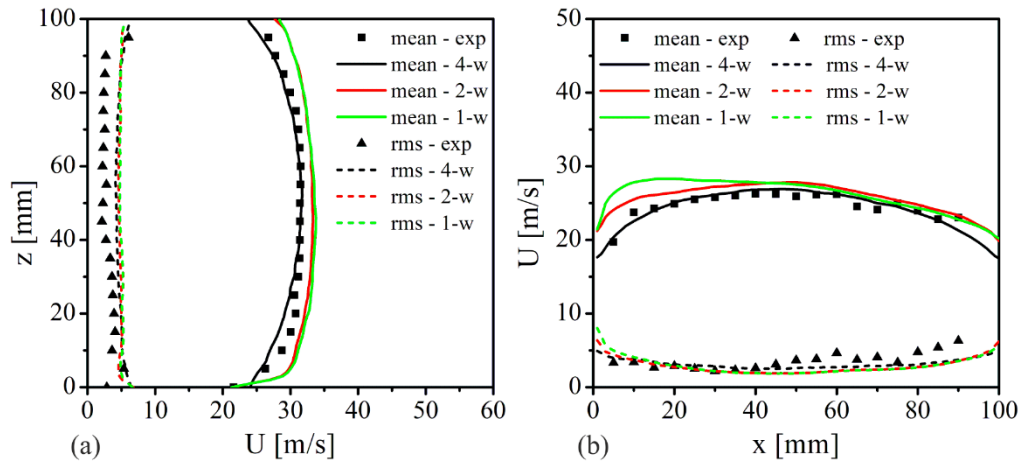 100
80
60
40
20
0
z [mm]
mean - exp
mean - 4-w
mean - 2-w
mean - 1-w
rms - exp
rms - 4-w
rms - 2-w
rms - 1-w
0 10 20 30 40 50 60
(a) U [m/s]
50
40
30
20
10
0
U [m/s]
mean - exp rms - exp
mean - 4-w rms - 4-w
mean - 2-w rms - 2-w
mean - 1-w rms - 1-w
0 20 40 60 80 100
(b) x [mm]